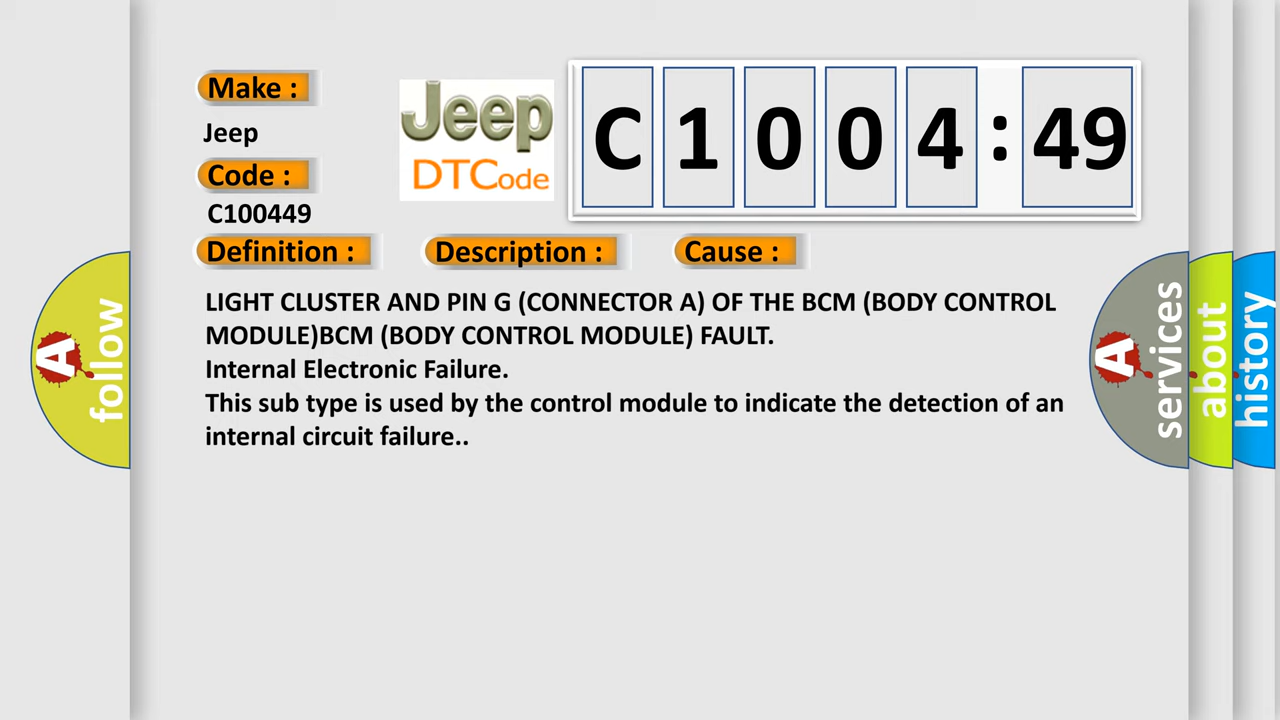 Make :
Jeep
Code :
C100449
Jeep
DTCode
C 1 0 0 4 : 49
Definition :
Description :
Cause :
LIGHT CLUSTER AND PIN G (CONNECTOR A) OF THE BCM (BODY CONTROL
MODULE)BCM (BODY CONTROL MODULE) FAULT.
Internal Electronic Failure.
This sub type is used by the control module to indicate the detection of an
internal circuit failure..
A
follow
A
services
about
history